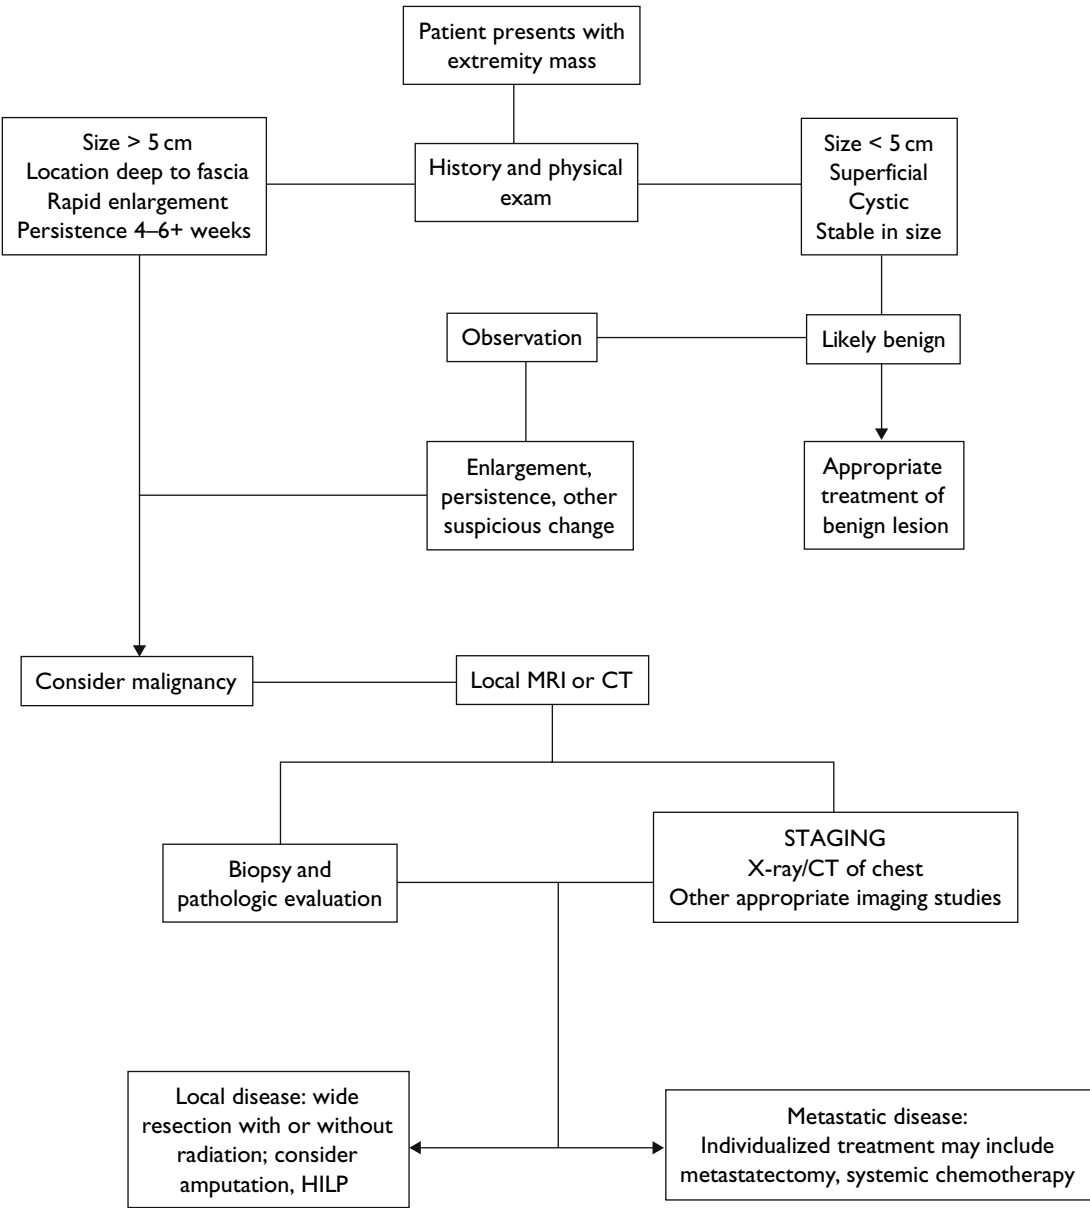 Patient presents with
extremity mass
Size > 5 cm
Location deep to fascia
Rapid enlargement
Persistence 4–6+ weeks
History and physical
exam
Size < 5 cm
Superficial
Cystic
Stable in size
Observation
Likely benign
Enlargement,
persistence, other
suspicious change
Appropriate
treatment of
benign lesion
Consider malignancy
Local MRI or CT
Biopsy and
pathologic evaluation
STAGING
X-ray/CT of chest
Other appropriate imaging studies
Local disease: wide
resection with or without
radiation; consider
amputation, HILP
Metastatic disease:
Individualized treatment may include
metastatectomy, systemic chemotherapy